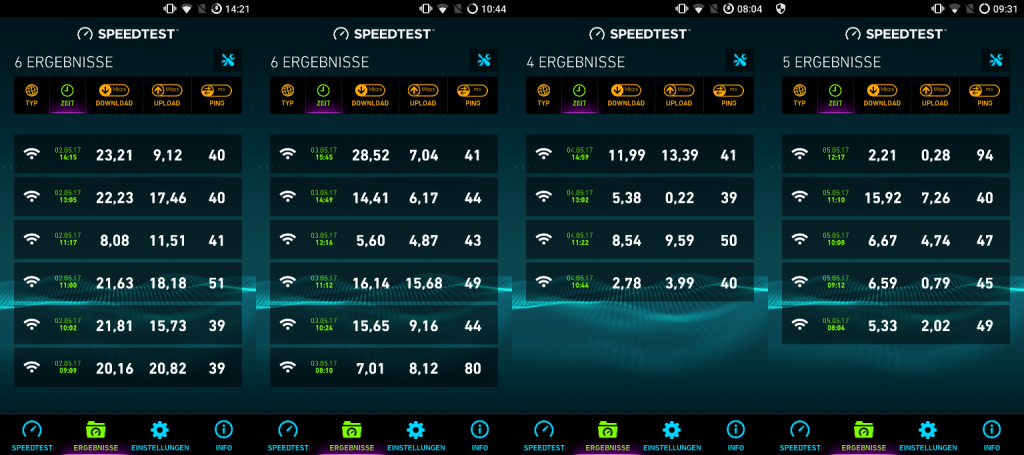 14:21
SPEEDTEST
6 ERGEBNISSE
TYP ZEIT Mbps DOWNLOAD Mbps UPLOAD ms PING
02.05.17 14:15 23,21 9,12 40
02.05.17 13:05 22,23 17,46 40
02.05.17 11:17 8,08 11,51 41
02.05.17 11:00 21,63 18,18 51
02.05.17 10:02 21,81 15,73 39
02.05.17 09:09 20,16 20,82 39
SPEEDTEST ERGEBNISSE EINSTELLUNGEN INFO
10:44
SPEEDTEST
6 ERGEBNISSE
TYP ZEIT Mbps DOWNLOAD Mbps UPLOAD ms PING
03.05.17 15:45 28,52 7,04 41
03.05.17 14:49 14,41 6,17 44
03.05.17 13:16 5,60 4,87 43
03.05.17 11:12 16,14 15,68 49
03.05.17 10:24 15,65 9,16 44
03.05.17 08:10 7,01 8,12 80
SPEEDTEST ERGEBNISSE EINSTELLUNGEN INFO
08:04
SPEEDTEST
4 ERGEBNISSE
TYP ZEIT Mbps DOWNLOAD Mbps UPLOAD ms PING
04.05.17 14:59 11,99 13,39 41
04.05.17 13:02 5,38 0,22 39
04.05.17 11:22 8,54 9,59 50
04.05.17 10:44 2,78 3,99 40
SPEEDTEST ERGEBNISSE EINSTELLUNGEN INFO
09:31
SPEEDTEST
5 ERGEBNISSE
TYP ZEIT Mbps DOWNLOAD Mbps UPLOAD ms PING
05.05.17 12:17 2,21 0,28 94
05.05.17 11:10 15,92 7,26 40
05.05.17 10:08 6,67 4,74 47
05.05.17 09:12 6,59 0,79 45
05.05.17 08:04 5,33 2,02 49
SPEEDTEST ERGEBNISSE EINSTELLUNGEN INFO